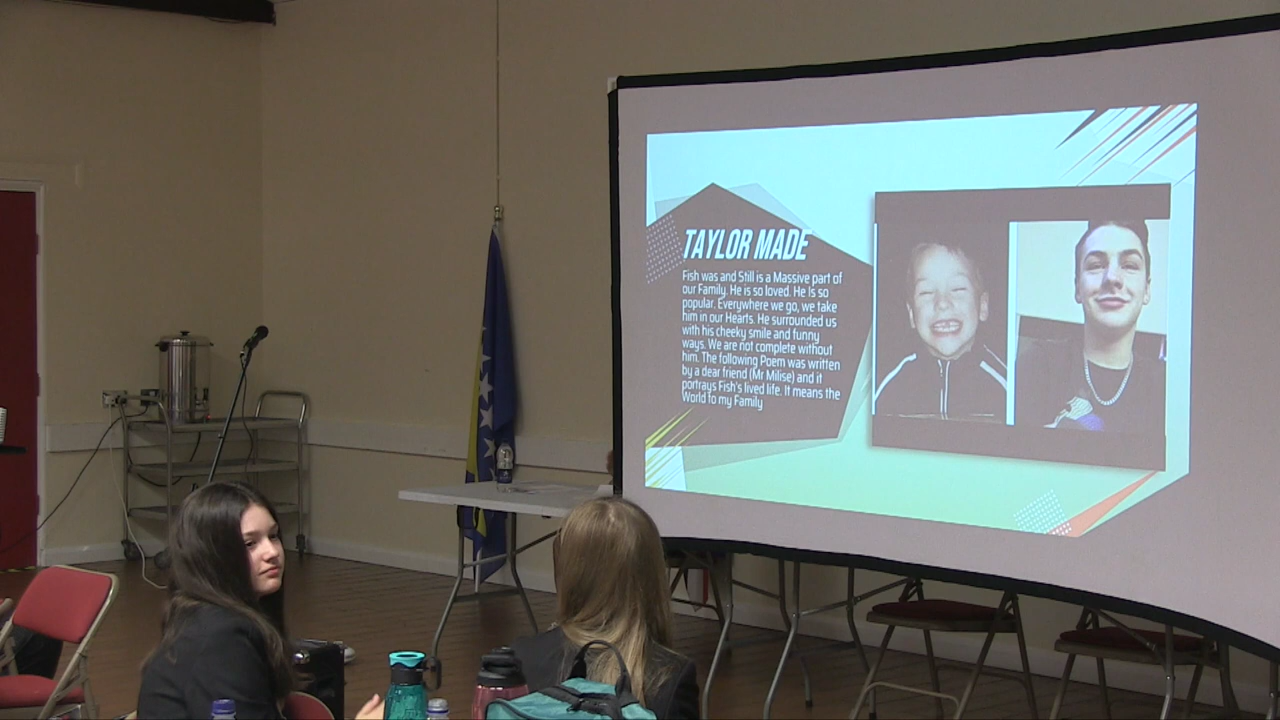 TAYLOR MADE
Fish was and Still is a Massive part of
our Family. He is so loved. He Is so
popular. Everywhere we go, we take
him in our Hearts. He surrounded us
with his cheeky smile and funny
ways. We are not complete without
him. The following Poem was written
by a dear friend (Mr Milise) and it
portrays Fish's lived life. It means the
World to my Family